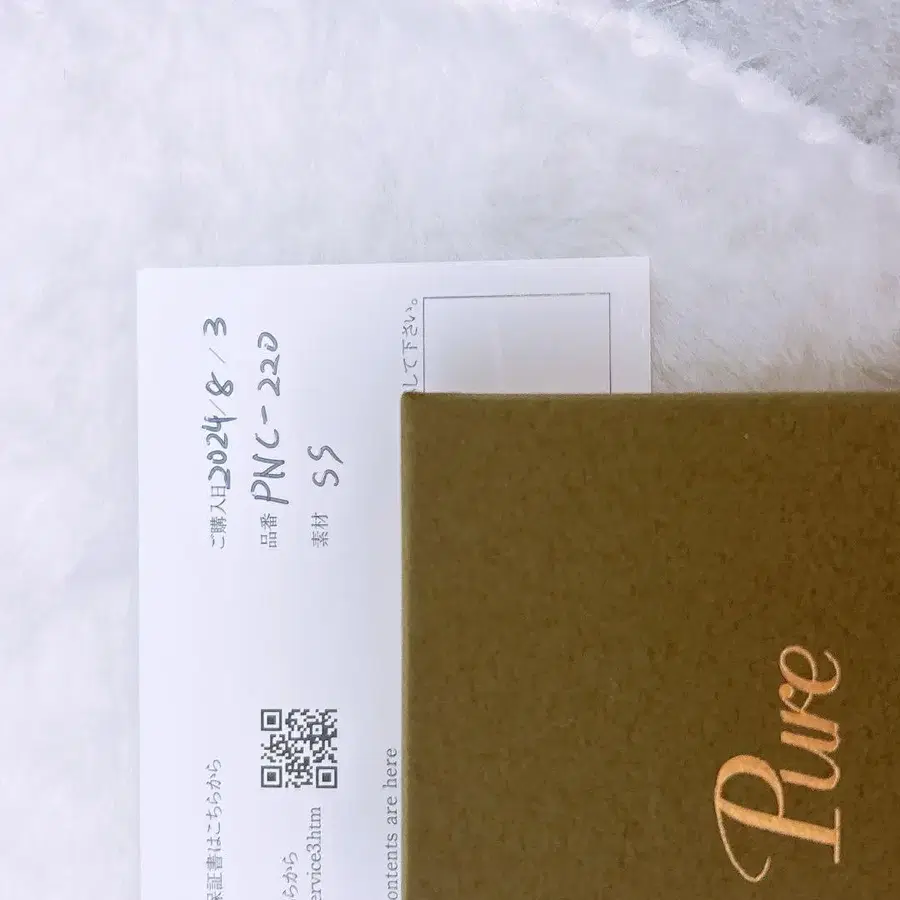 ご購入日 2024/8/3
品番 PNC-220
素材 SS
して下さい。
保証書はこちらから
らから
ervice3.htm
ontents are here
Pure